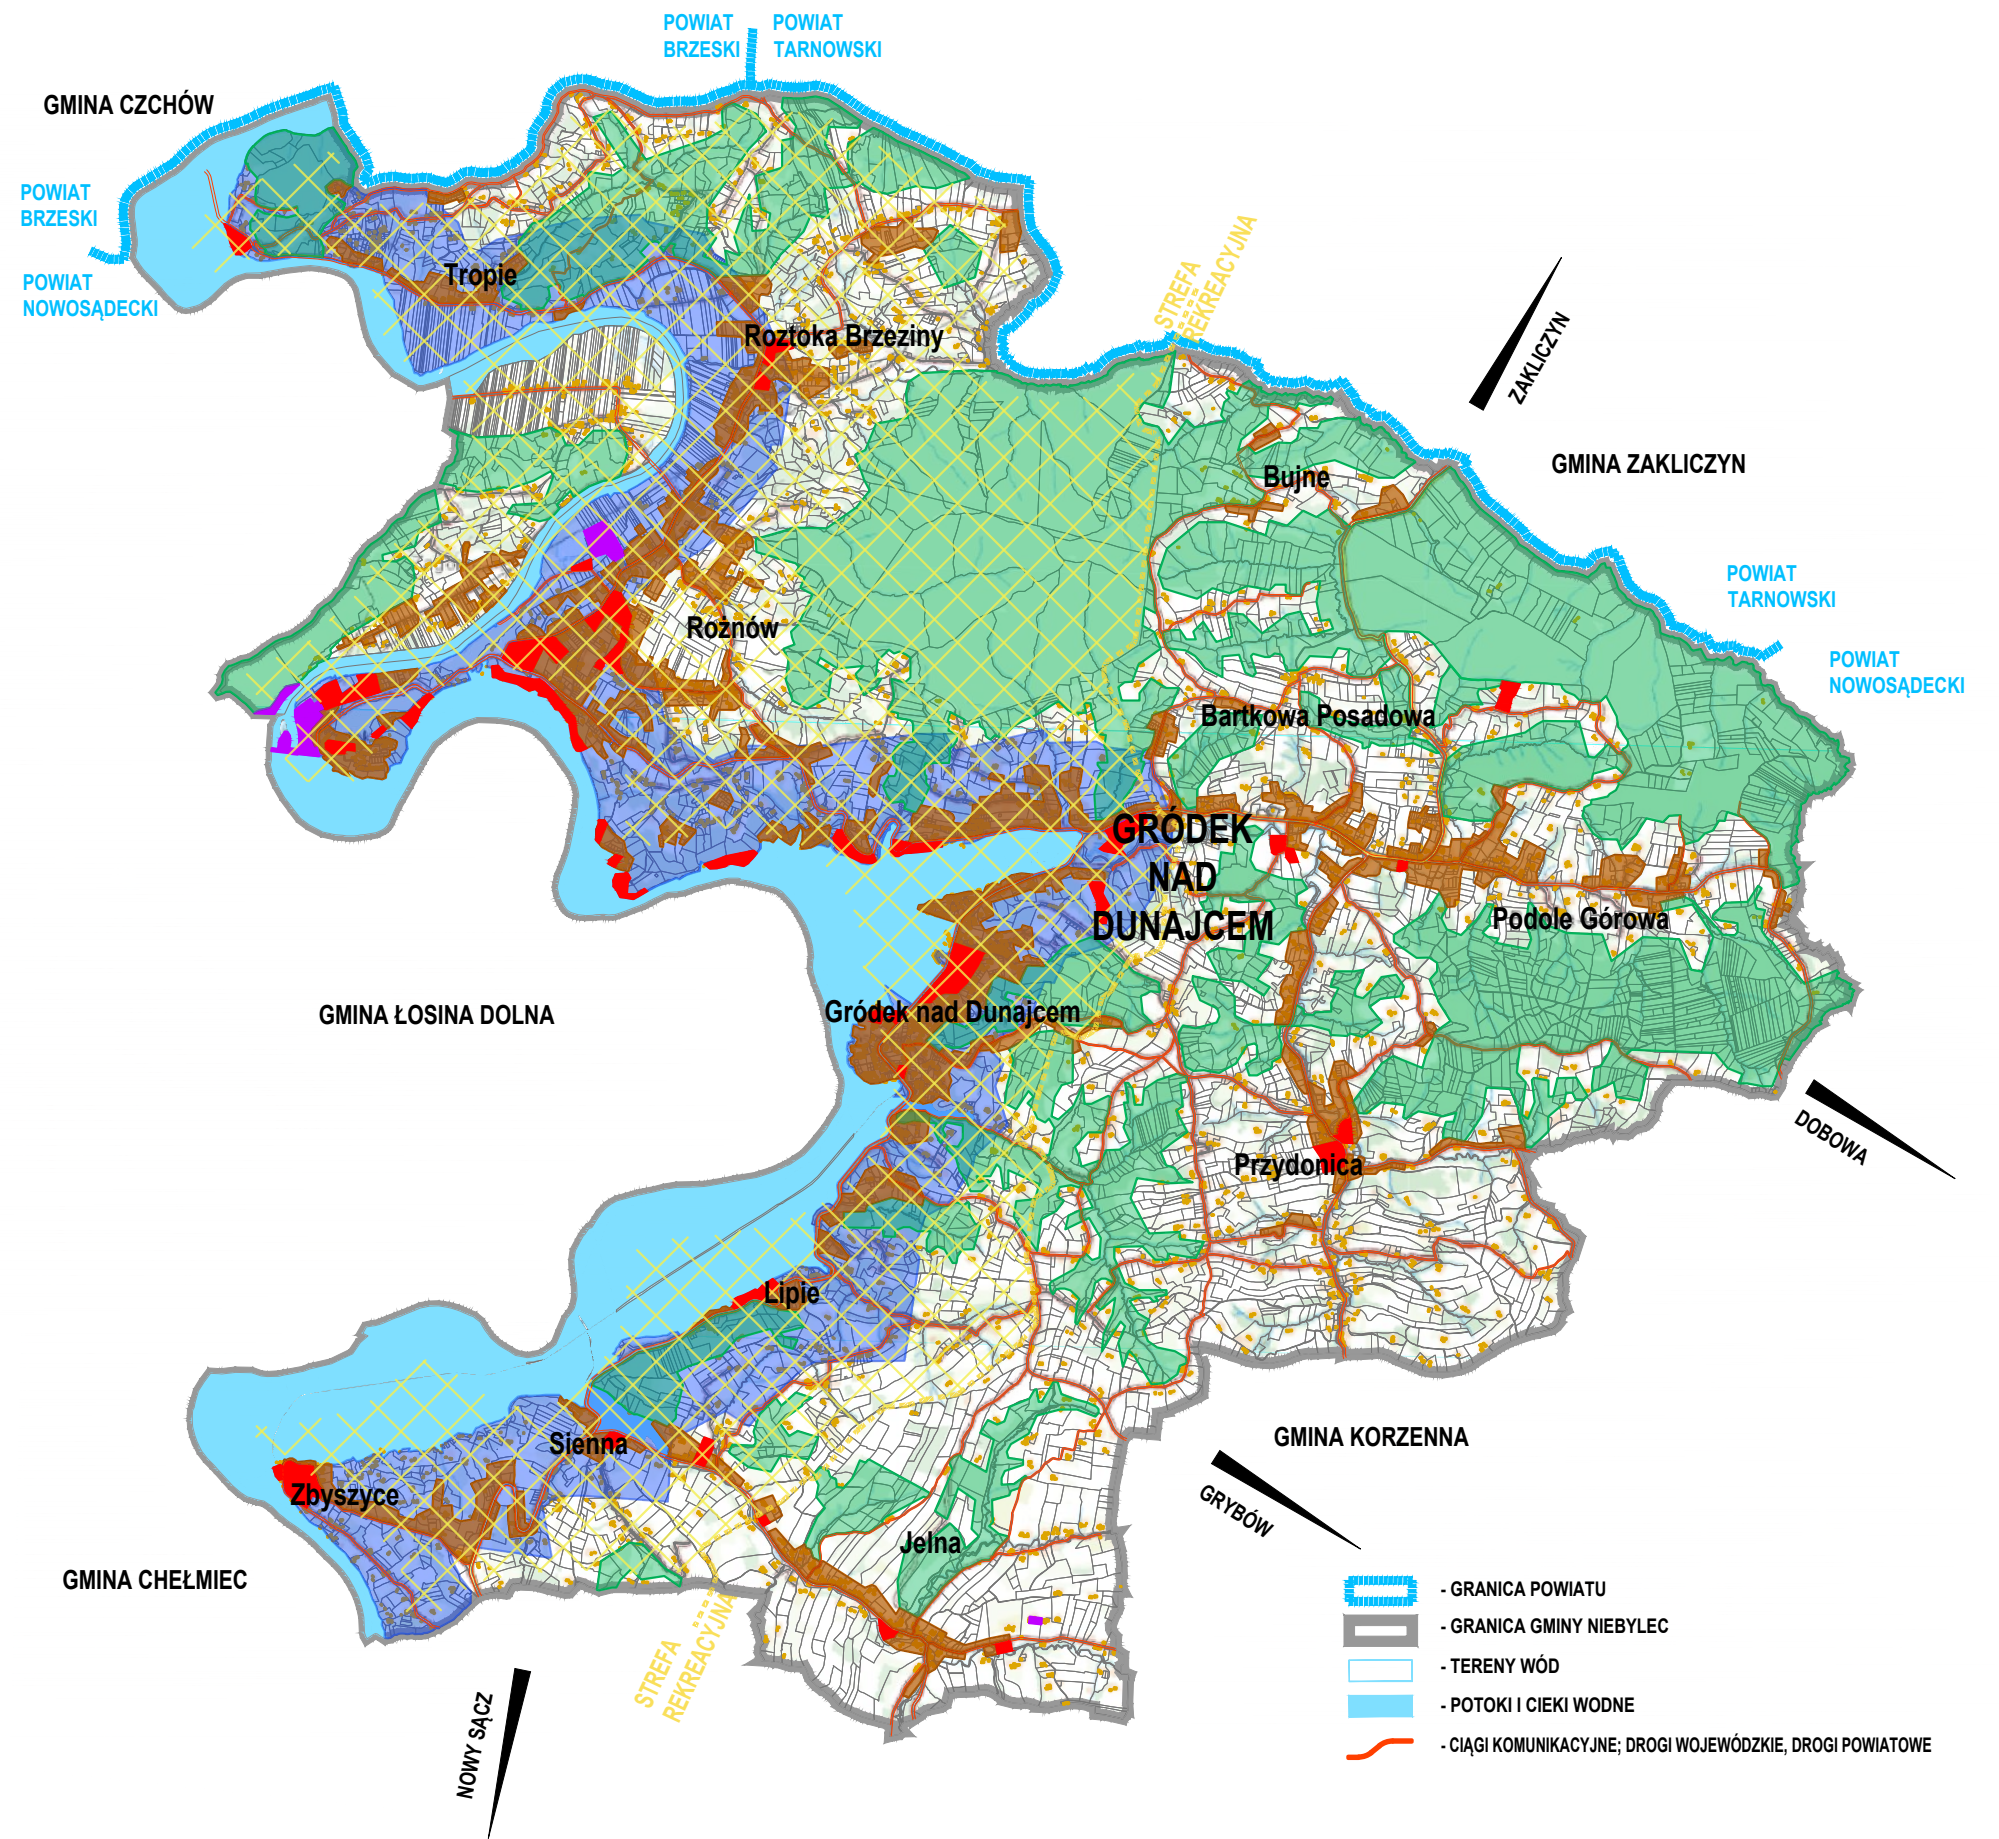 POWIAT
BRZESKI
POWIAT
TARNOWSKI
GMINA CZCHÓW
POWIAT
BRZESKI
POWIAT
NOWOSĄDECKI
Tropie
STREFA
REKREACYJNA
Roztoka Brzeziny
ZAKLICZYN
GMINA ZAKLICZYN
Bujne
POWIAT
TARNOWSKI
Rożnów
POWIAT
NOWOSĄDECKI
Bartkowa Posadowa
GRÓDEK
NAD
DUNAJCEM
Podole Górowa
GMINA ŁOSINA DOLNA
Gródek nad Dunajcem
DOBOWA
Przydonica
Lipie
GMINA KORZENNA
Sienna
Zbyszyce
GRYBÓW
Jelna
GMINA CHEŁMIEC
STREFA
REKREACYJNA
NOWY SĄCZ
- GRANICA POWIATU
- GRANICA GMINY NIEBYLEC
- TERENY WÓD
- POTOKI I CIEKI WODNE
- CIĄGI KOMUNIKACYJNE; DROGI WOJEWÓDZKIE, DROGI POWIATOWE